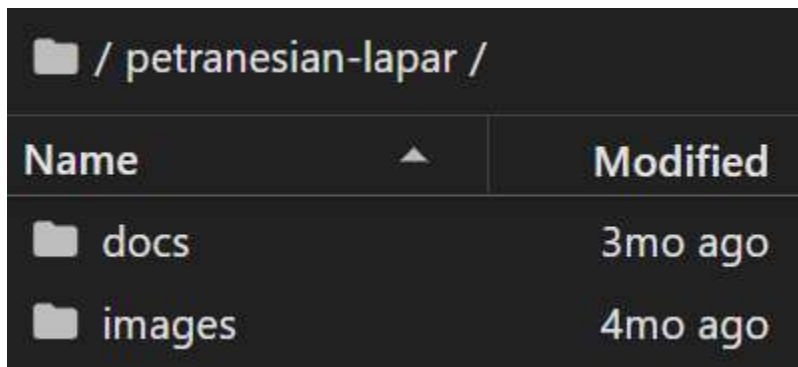 / petranesian-lapar /
Name Modified
docs 3mo ago
images 4mo ago